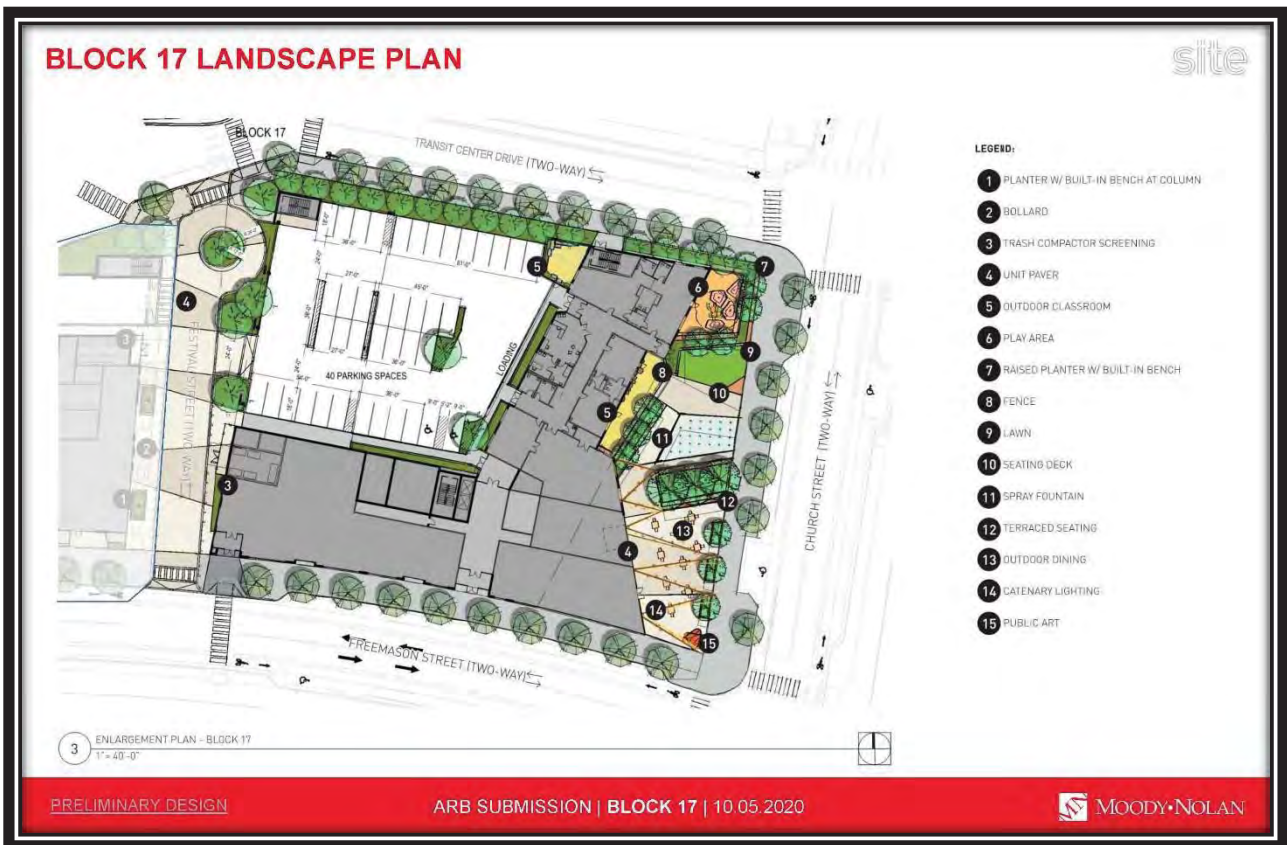 BLOCK 17 LANDSCAPE PLAN
site
BLOCK 17
TRANSIT CENTER DRIVE (TWO-WAY)
FESTIVAL STREET (TWO WAY)
LOADING
40 PARKING SPACES
CHURCH STREET (TWO-WAY)
FREEMASON STREET (TWO-WAY)
LEGEND:
1 PLANTER W/ BUILT-IN BENCH AT COLUMN
2 BOLLARD
3 TRASH COMPACTOR SCREENING
4 UNIT PAVER
5 OUTDOOR CLASSROOM
6 PLAY AREA
7 RAISED PLANTER W/ BUILT-IN BENCH
8 FENCE
9 LAWN
10 SEATING DECK
11 SPRAY FOUNTAIN
12 TERRACED SEATING
13 OUTDOOR DINING
14 CATENARY LIGHTING
15 PUBLIC ART
3 ENLARGEMENT PLAN - BLOCK 17
1" = 40'-0"
PRELIMINARY DESIGN
ARB SUBMISSION | BLOCK 17 | 10.05.2020
MOODY•NOLAN